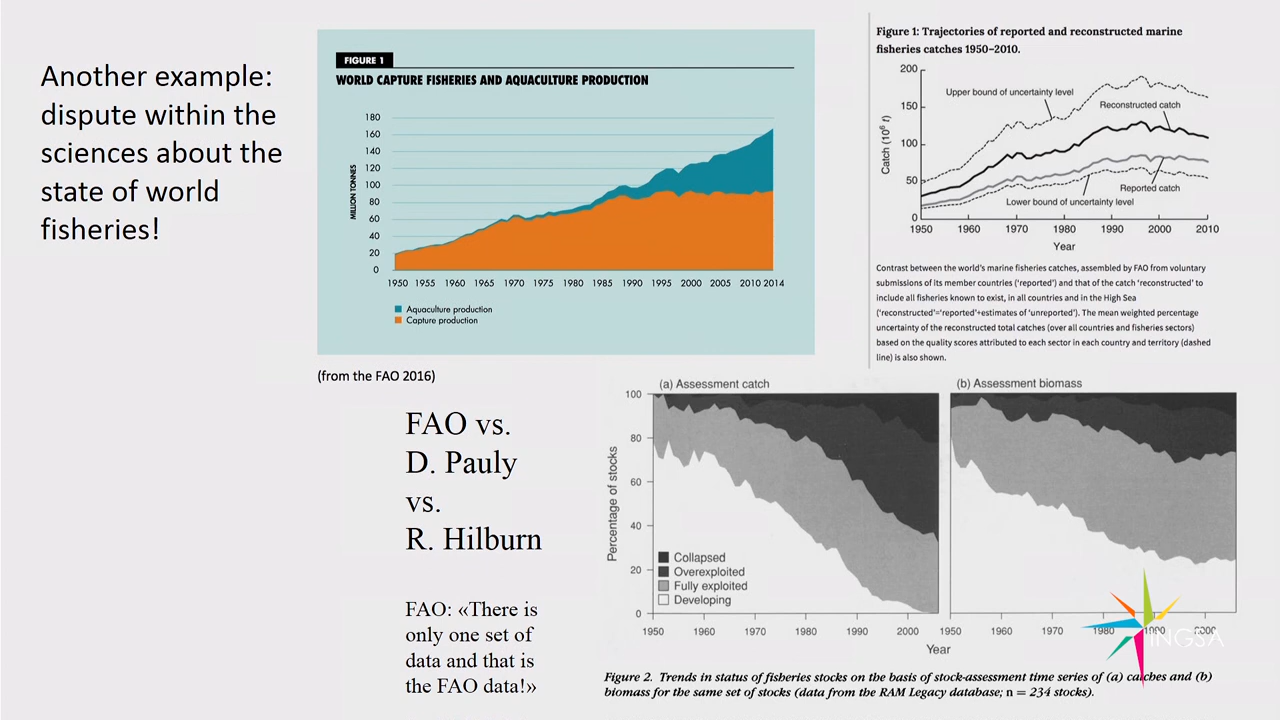 Another example:
dispute within the
sciences about the
state of world
fisheries!
FIGURE 1
WORLD CAPTURE FISHERIES AND AQUACULTURE PRODUCTION
MILLION TONNES
180
160
140
120
100
80
60
40
20
0
1950 1955 1960 1965 1970 1975 1980 1985 1990 1995 2000 2005 2010 2014
Aquaculture production
Capture production
(from the FAO 2016)
Figure 1: Trajectories of reported and reconstructed marine
fisheries catches 1950–2010.
Catch (10⁶ t)
200
150
100
50
0
Upper bound of uncertainty level
Reconstructed catch
Reported catch
Lower bound of uncertainty level
1950 1960 1970 1980 1990 2000 2010
Year
Contrast between the world's marine fisheries catches, assembled by FAO from voluntary
submissions of its member countries ('reported') and that of the catch 'reconstructed' to
include all fisheries known to exist, in all countries and in the High Sea
('reconstructed'='reported'+estimates of 'unreported'). The mean weighted percentage
uncertainty of the reconstructed total catches (over all countries and fisheries sectors)
based on the quality scores attributed to each sector in each country and territory (dashed
line) is also shown.
FAO vs.
D. Pauly
vs.
R. Hilburn
FAO: «There is
only one set of
data and that is
the FAO data!»
(a) Assessment catch
(b) Assessment biomass
Percentage of stocks
100
80
60
40
20
0
Collapsed
Overexploited
Fully exploited
Developing
1950 1960 1970 1980 1990 2000
1950 1960 1970 1980 1990 2000
Year
INGSA
Figure 2. Trends in status of fisheries stocks on the basis of stock-assessment time series of (a) catches and (b)
biomass for the same set of stocks (data from the RAM Legacy database; n = 234 stocks).